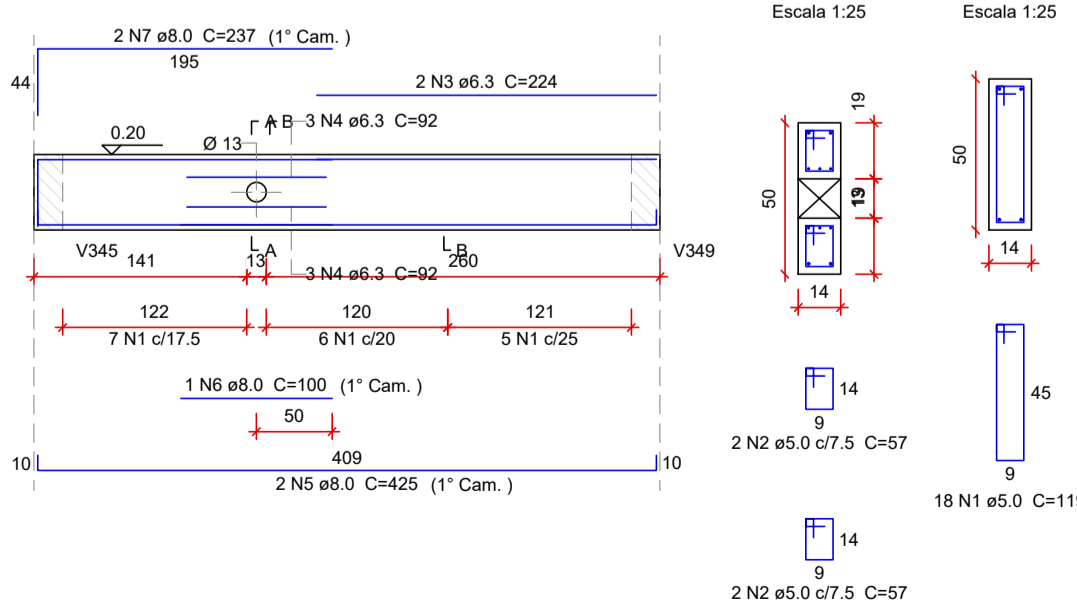 Escala 1:25
Escala 1:25
2 N7 ø8.0 C=237 (1° Cam. )
195
44
2 N3 ø6.3 C=224
A B
3 N4 ø6.3 C=92
0.20
Ø 13
19
50
13
50
14
14
V345
A
B
V349
141
13
260
3 N4 ø6.3 C=92
122
120
121
7 N1 c/17.5
6 N1 c/20
5 N1 c/25
1 N6 ø8.0 C=100 (1° Cam. )
50
14
9
2 N2 ø5.0 c/7.5 C=57
45
9
18 N1 ø5.0 C=119
10
409
10
2 N5 ø8.0 C=425 (1° Cam. )
14
9
2 N2 ø5.0 c/7.5 C=57